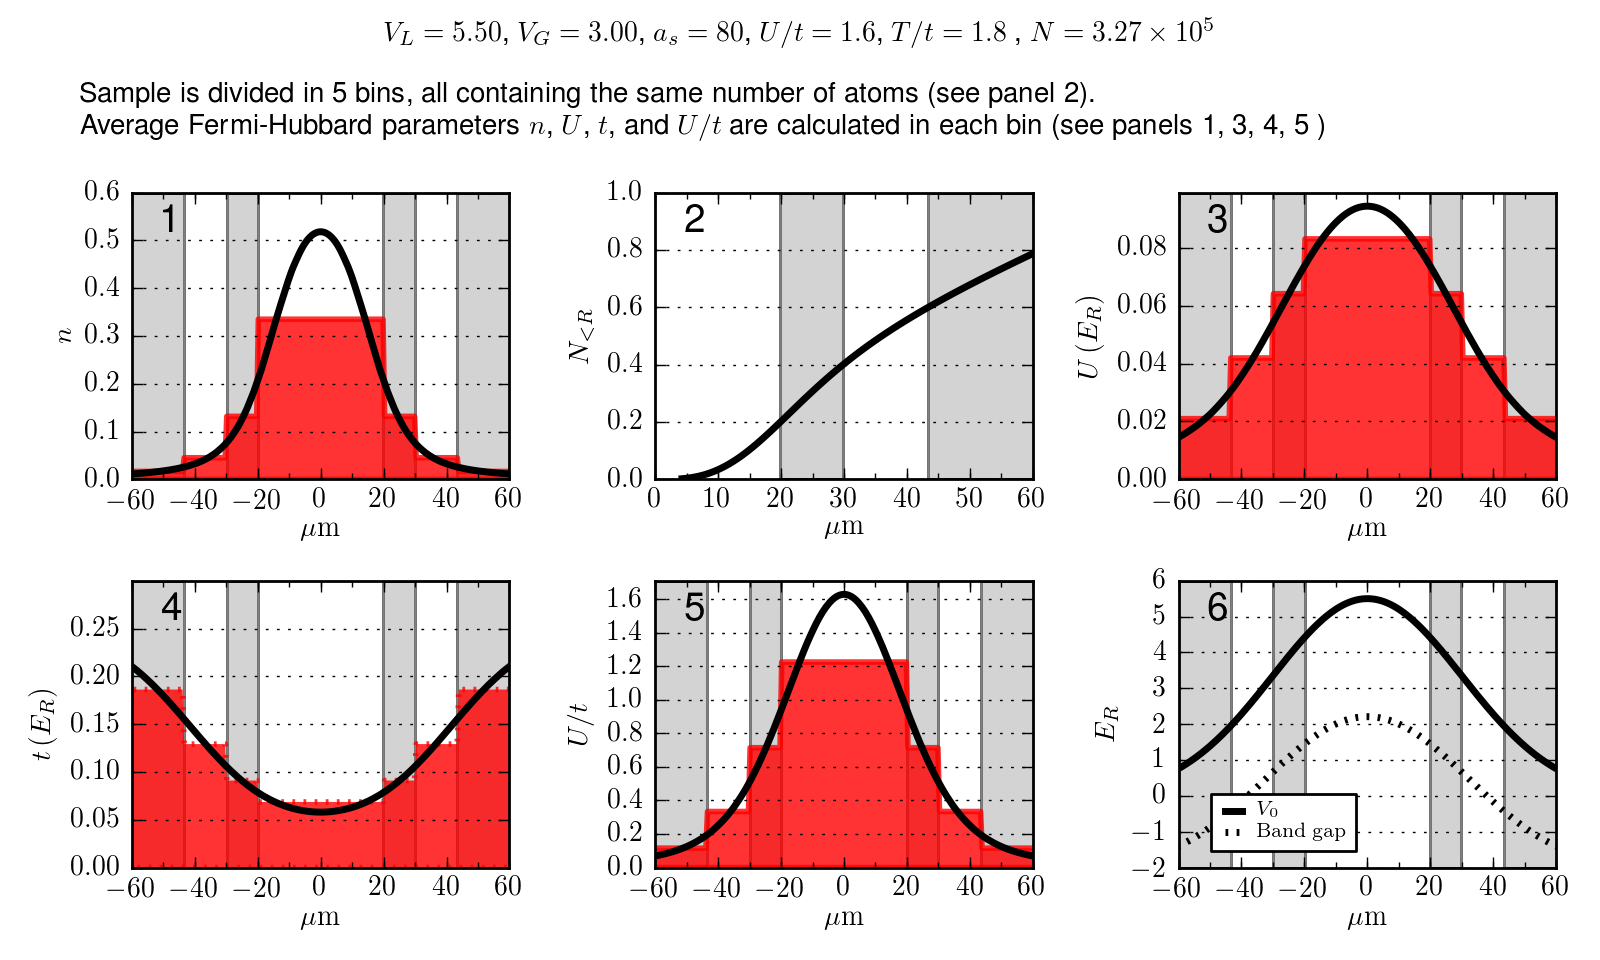 V_L = 5.50, V_G = 3.00, a_s = 80, U/t = 1.6, T/t = 1.8 , N = 3.27 × 10^5
Sample is divided in 5 bins, all containing the same number of atoms (see panel 2).
Average Fermi-Hubbard parameters n, U, t, and U/t are calculated in each bin (see panels 1, 3, 4, 5 )
1
n
0.6
0.5
0.4
0.3
0.2
0.1
0.0
−60 −40 −20 0 20 40 60
μm
2
N_{<R}
1.0
0.8
0.6
0.4
0.2
0.0
0 10 20 30 40 50 60
μm
3
U (E_R)
0.08
0.06
0.04
0.02
0.00
−60 −40 −20 0 20 40 60
μm
4
t (E_R)
0.25
0.20
0.15
0.10
0.05
0.00
−60 −40 −20 0 20 40 60
μm
5
U/t
1.6
1.4
1.2
1.0
0.8
0.6
0.4
0.2
0.0
−60 −40 −20 0 20 40 60
μm
6
E_R
6
5
4
3
2
1
0
−1
−2
V_0
Band gap
−60 −40 −20 0 20 40 60
μm